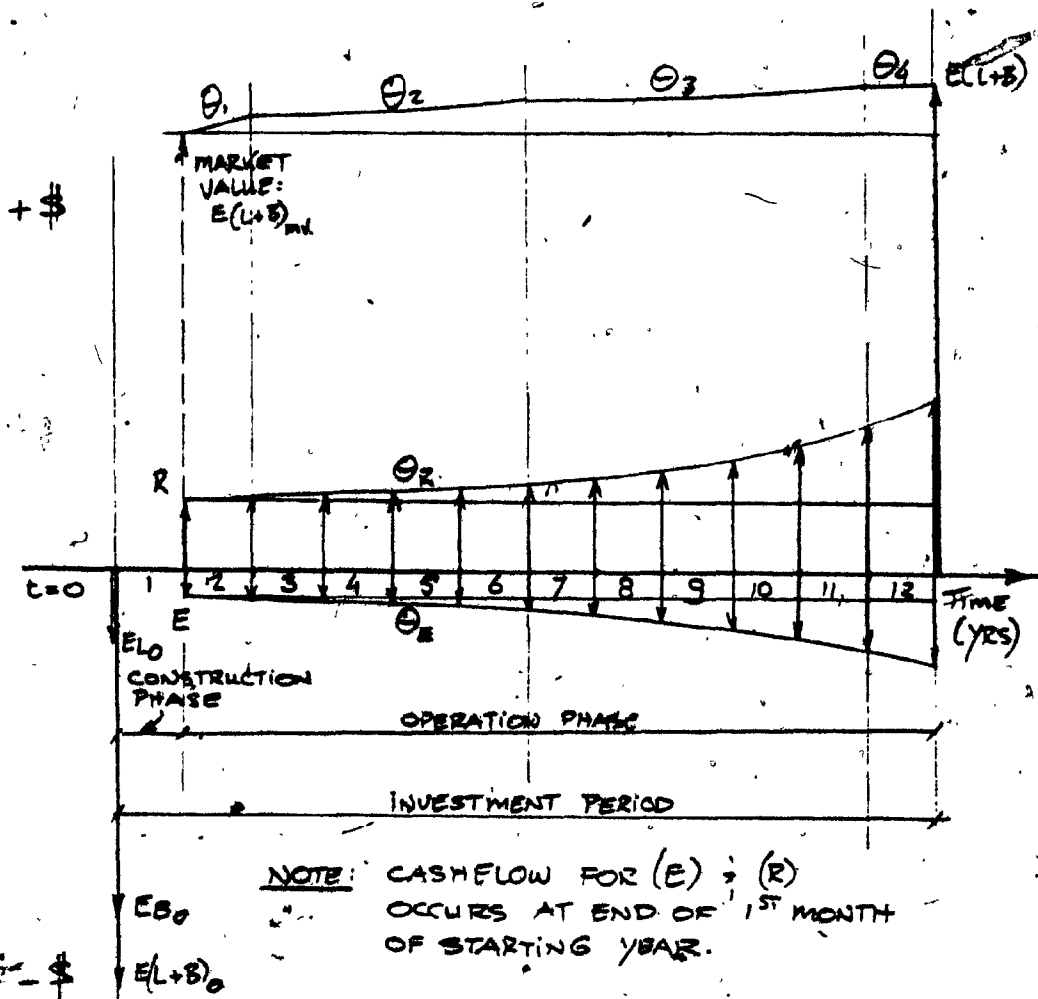 Θ₁
Θ₂
Θ₃
Θ₄
E(L+B)
MARKET
VALUE:
E(L+B)mv.
+ $
R
Θ_R
t=0
1 2 3 4 5 6 7 8 9 10 11 12
TIME
(YRS)
E
Θ_E
EL₀
CONSTRUCTION
PHASE
OPERATION PHASE
INVESTMENT PERIOD
NOTE: CASHFLOW FOR (E) & (R)
OCCURS AT END OF 1ST MONTH
OF STARTING YEAR.
EB₀
- $
E(L+B)₀